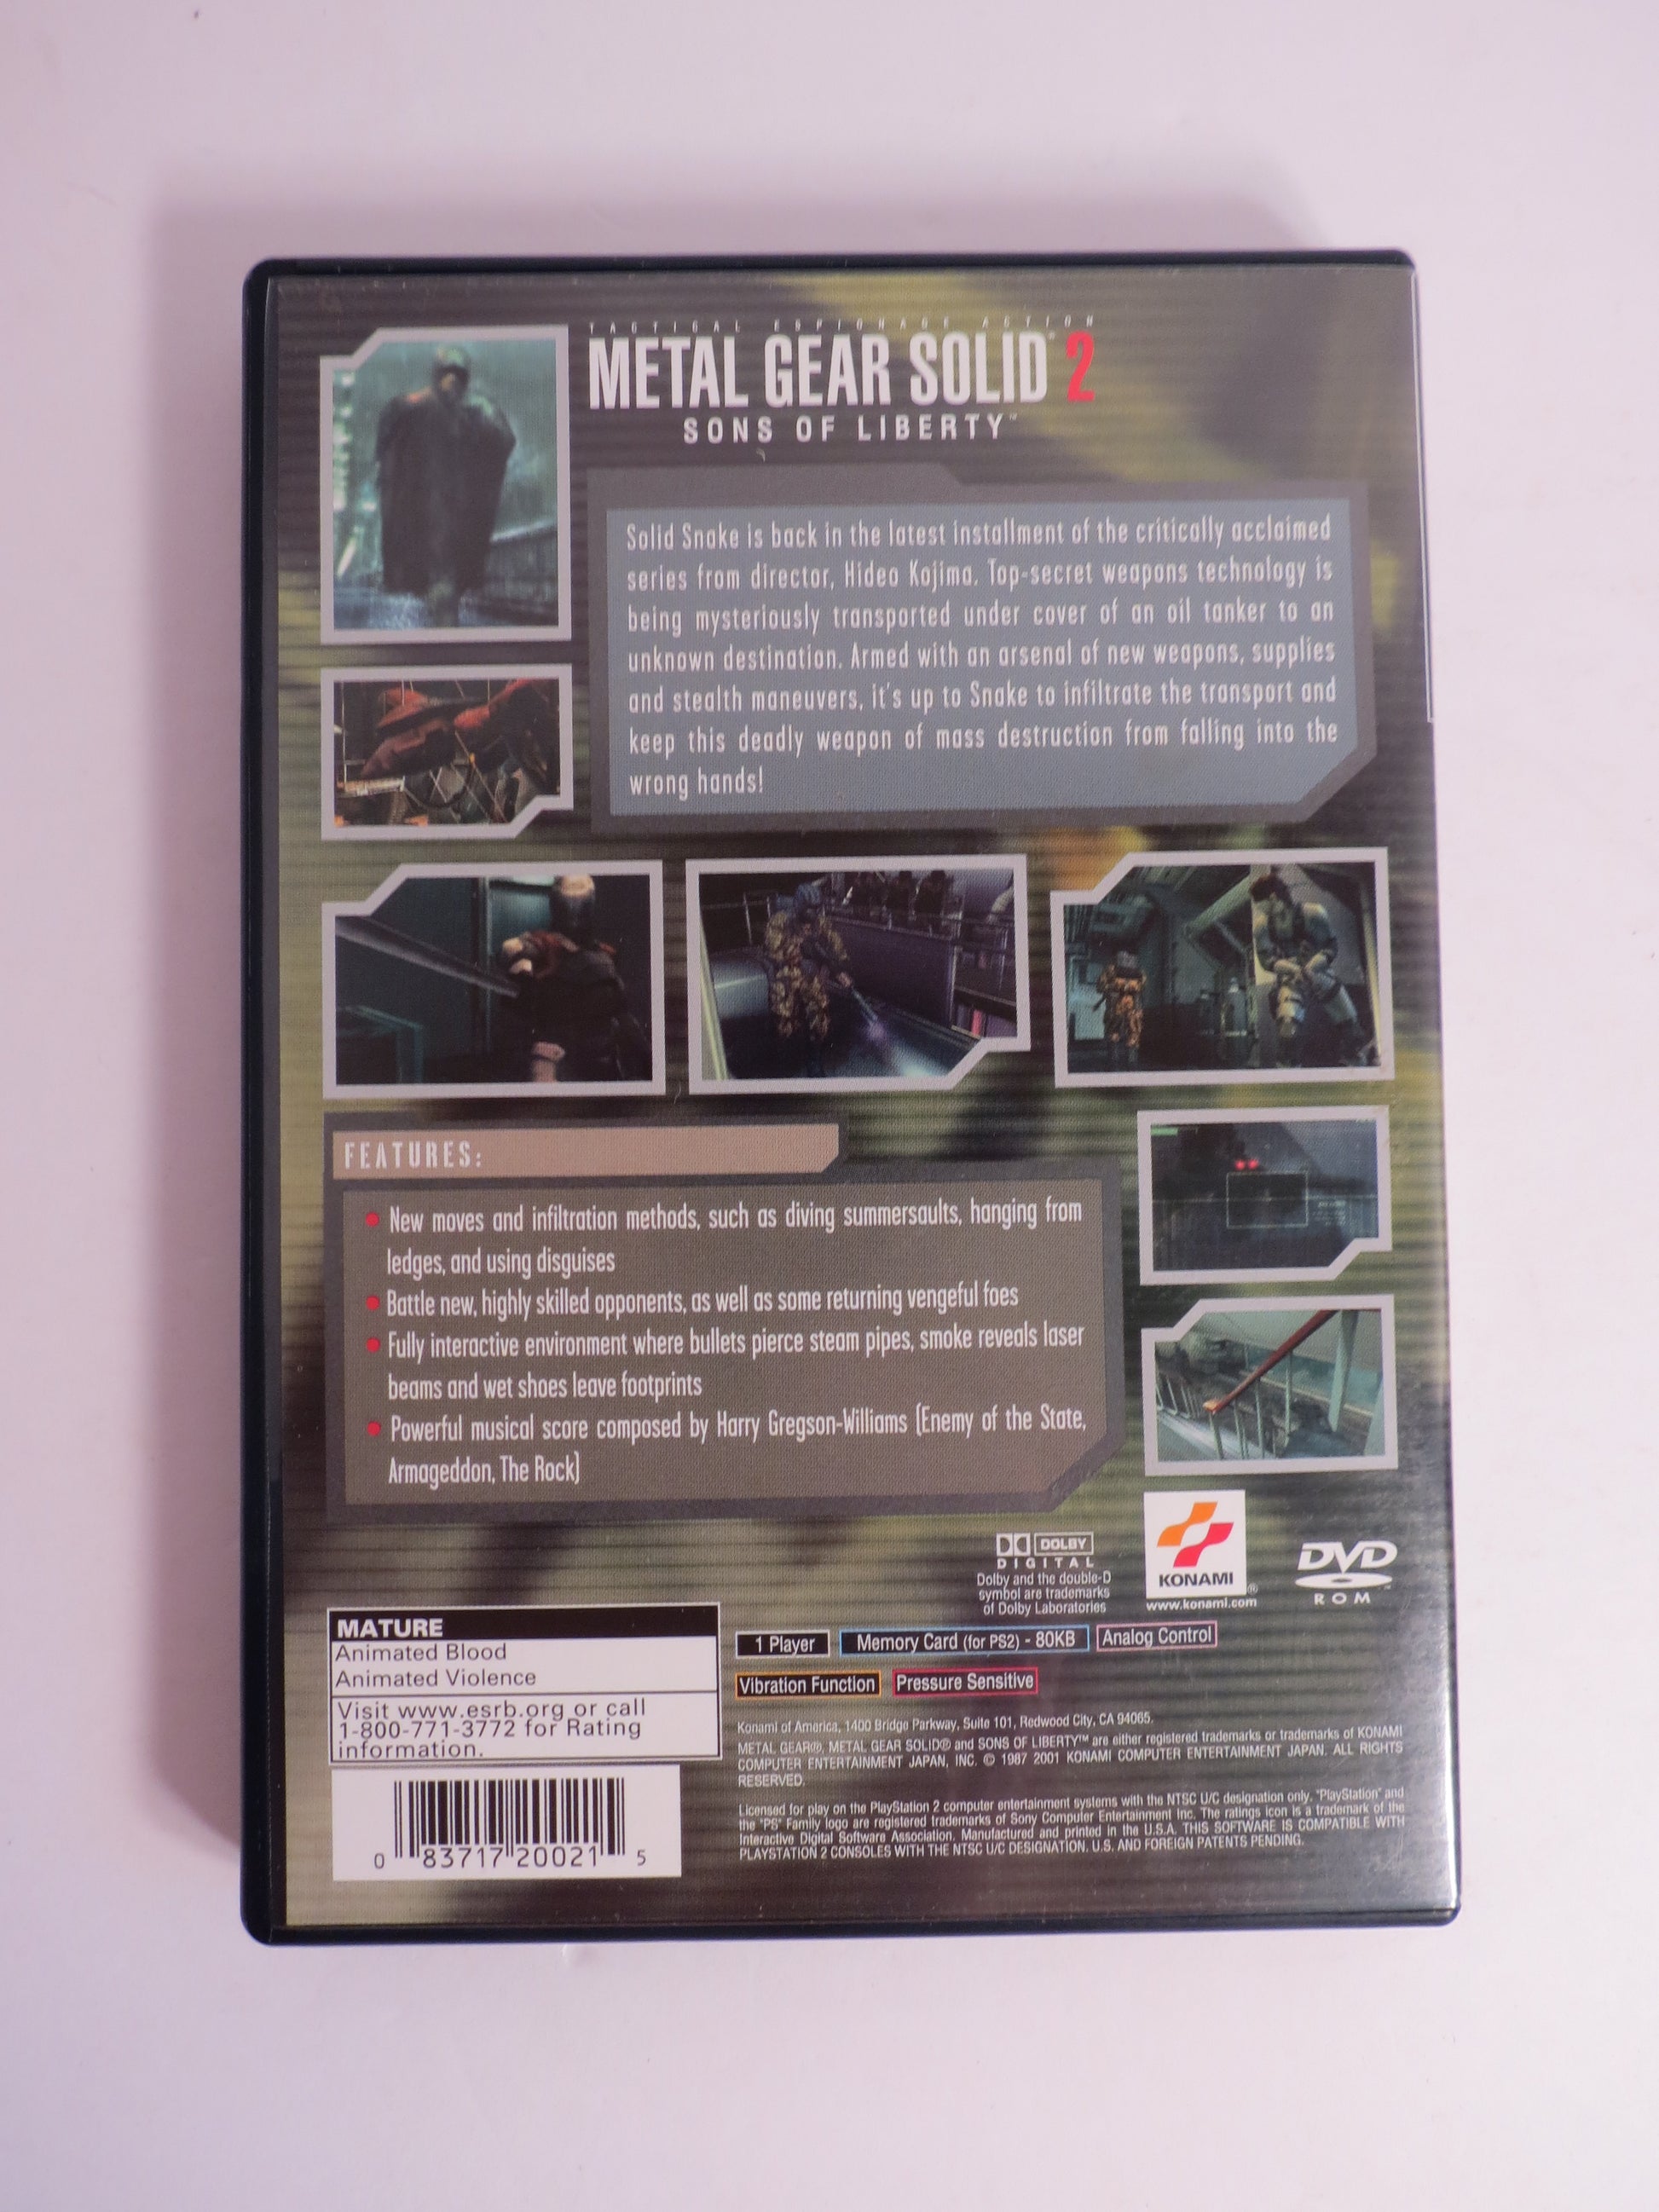 TACTICAL ESPIONAGE ACTION
METAL GEAR SOLID® 2
SONS OF LIBERTY™
Solid Snake is back in the latest installment of the critically acclaimed
series from director, Hideo Kojima. Top-secret weapons technology is
being mysteriously transported under cover of an oil tanker to an
unknown destination. Armed with an arsenal of new weapons, supplies
and stealth maneuvers, it's up to Snake to infiltrate the transport and
keep this deadly weapon of mass destruction from falling into the
wrong hands!
FEATURES:
• New moves and infiltration methods, such as diving summersaults, hanging from
ledges, and using disguises
• Battle new, highly skilled opponents, as well as some returning vengeful foes
• Fully interactive environment where bullets pierce steam pipes, smoke reveals laser
beams and wet shoes leave footprints
• Powerful musical score composed by Harry Gregson-Williams (Enemy of the State,
Armageddon, The Rock)
DOLBY
DIGITAL
Dolby and the double-D
symbol are trademarks
of Dolby Laboratories
KONAMI®
www.konami.com
DVD™
ROM
MATURE
Animated Blood
Animated Violence
Visit www.esrb.org or call
1-800-771-3772 for Rating
information.
1 Player
Memory Card (for PS2) - 80KB
Analog Control
Vibration Function
Pressure Sensitive
Konami of America, 1400 Bridge Parkway, Suite 101, Redwood City, CA 94065.
METAL GEAR®, METAL GEAR SOLID® and SONS OF LIBERTY™ are either registered trademarks or trademarks of KONAMI
COMPUTER ENTERTAINMENT JAPAN, INC. © 1987 2001 KONAMI COMPUTER ENTERTAINMENT JAPAN. ALL RIGHTS
RESERVED.
Licensed for play on the PlayStation 2 computer entertainment systems with the NTSC U/C designation only. "PlayStation" and
the "PS" Family logo are registered trademarks of Sony Computer Entertainment Inc. The ratings icon is a trademark of the
Interactive Digital Software Association. Manufactured and printed in the U.S.A. THIS SOFTWARE IS COMPATIBLE WITH
PLAYSTATION 2 CONSOLES WITH THE NTSC U/C DESIGNATION. U.S. AND FOREIGN PATENTS PENDING.
0 83717 20021 5